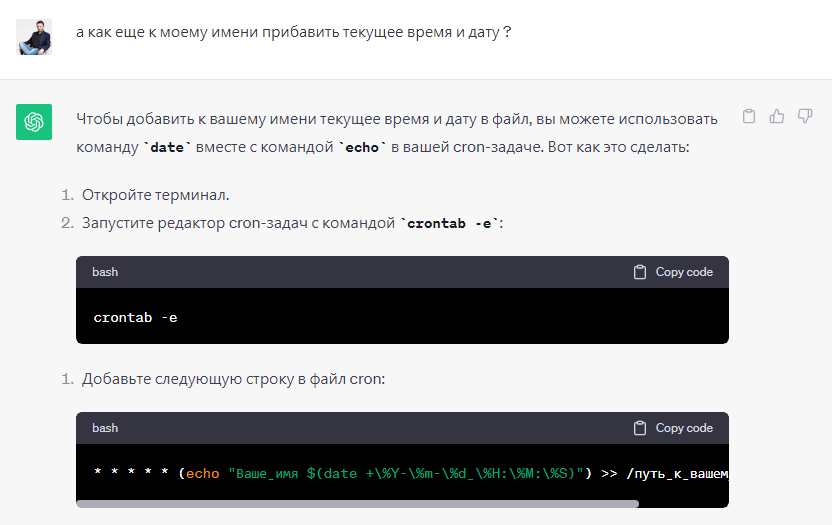 а как еще к моему имени прибавить текущее время и дату ?
Чтобы добавить к вашему имени текущее время и дату в файл, вы можете использовать
команду `date` вместе с командой `echo` в вашей cron-задаче. Вот как это сделать:
1. Откройте терминал.
2. Запустите редактор cron-задач с командой `crontab -e`:
bash Copy code
crontab -e
1. Добавьте следующую строку в файл cron:
bash Copy code
* * * * * (echo "Ваше_имя $(date +\%Y-\%m-\%d_\%H:\%M:\%S)") >> /путь_к_вашем